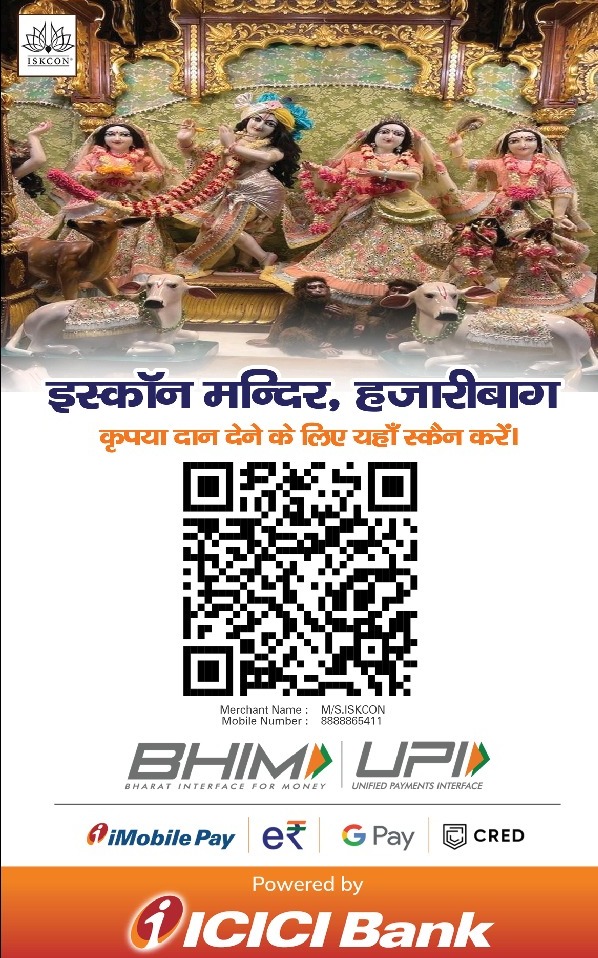 ISKCON®
इस्कॉन मन्दिर, हजारीबाग
कृपया दान देने के लिए यहाँ स्कैन करें।
Merchant Name : M/S.ISKCON
Mobile Number : 8888865411
BHIM UPI
BHARAT INTERFACE FOR MONEY UNIFIED PAYMENTS INTERFACE
i iMobile Pay e₹ G Pay CRED
Powered by
i ICICI Bank